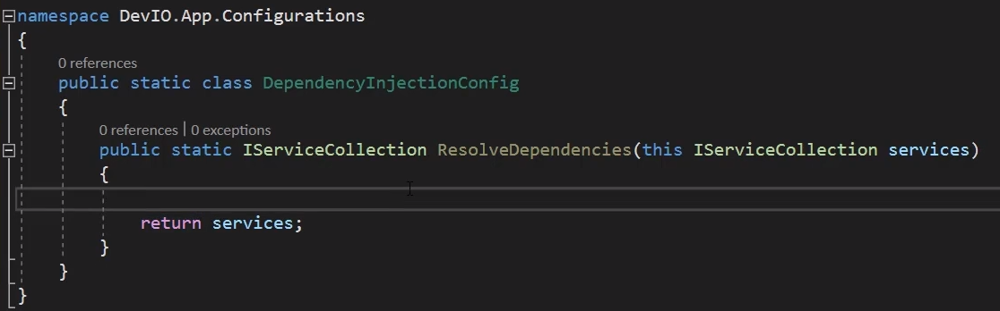 namespace DevIO.App.Configurations
{
0 references
public static class DependencyInjectionConfig
{
0 references | 0 exceptions
public static IServiceCollection ResolveDependencies(this IServiceCollection services)
{
return services;
}
}
}